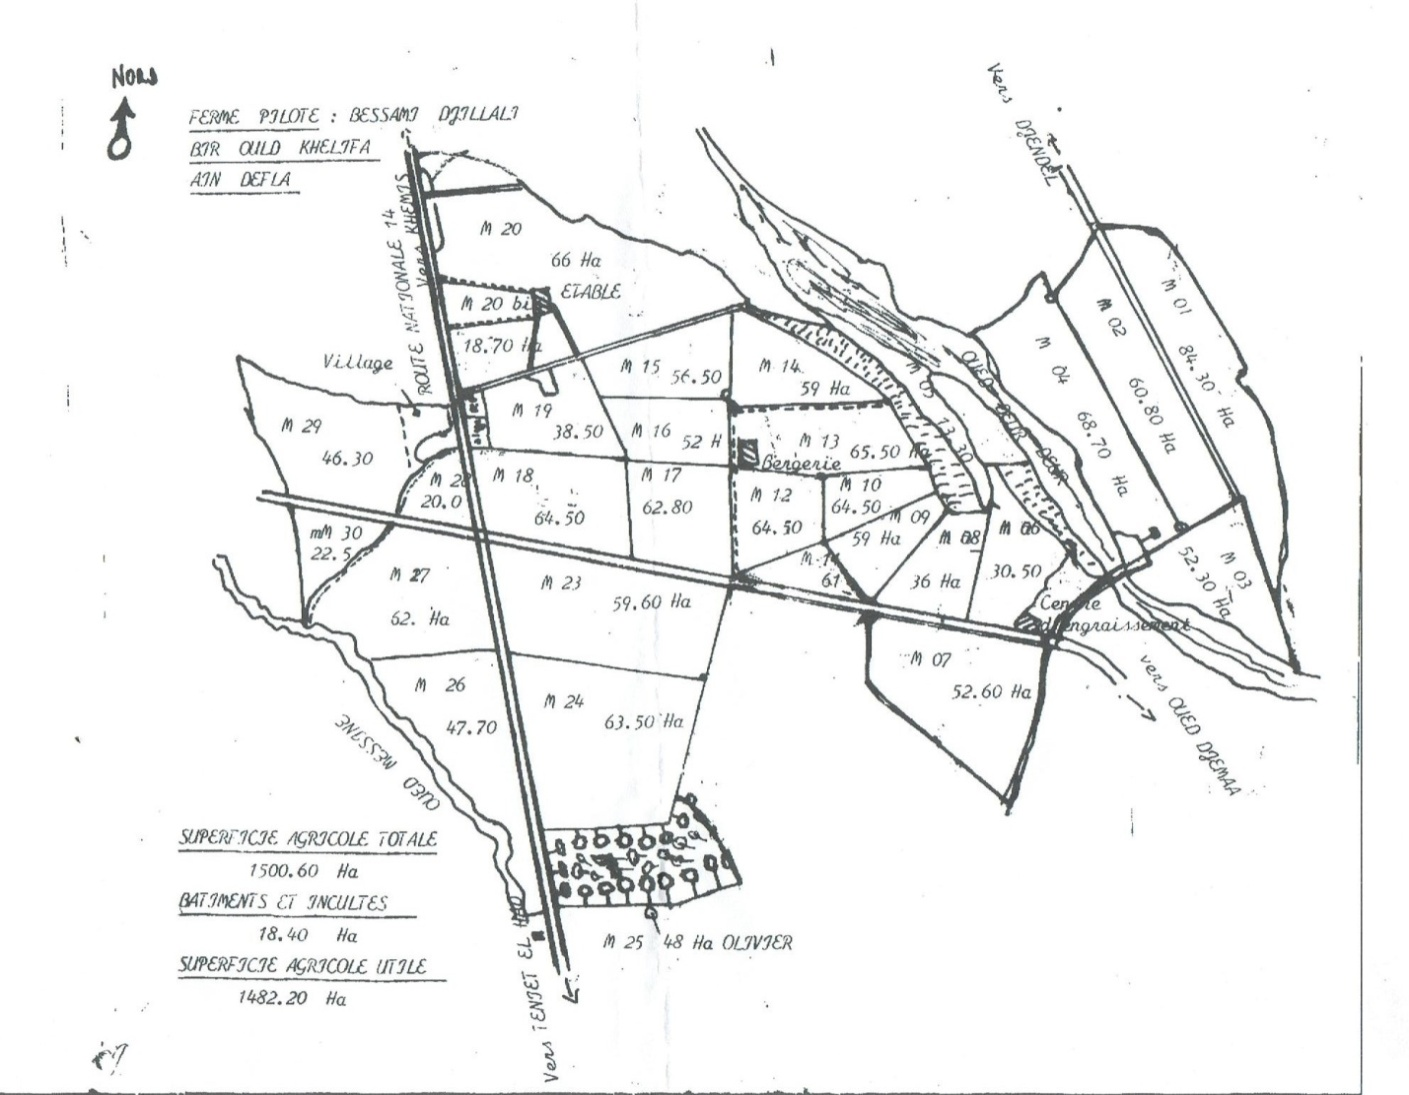 Nord
FERME PILOTE : BESSAMI DJILLALI
BIR OULD KHELIFA
AIN DEFLA
ROUTE NATIONALE 14
Vers KHEMIS
Vers DJENDEL
M 20
66 Ha
ETABLE
M 20 bi
18.70 Ha
Village
M 15
56.50
M 14
59 Ha
M 01
84.30 Ha
M 02
60.80 Ha
M 04
68.70 Ha
OUED DEUR DEUR
M 05
13.30
M 29
46.30
M 19
38.50
M 16
52 H
M 13
65.50 Ha
Bergerie
M 28
20.0
M 18
64.50
M 17
62.80
M 12
64.50
M 10
64.50
M 09
59 Ha
M 08
36 Ha
M 06
30.50
M 03
52.30 Ha
M 30
22.5
M 27
62. Ha
M 23
59.60 Ha
M 11
61
Centre
d'engraissement
M 07
52.60 Ha
vers OUED DJEMAA
M 26
47.70
M 24
63.50 Ha
OUED MESSINE
SUPERFICIE AGRICOLE TOTALE
1500.60 Ha
BATIMENTS ET INCULTES
18.40 Ha
SUPERFICIE AGRICOLE UTILE
1482.20 Ha
M 25 48 Ha OLIVIER
Vers TENIET EL HAD